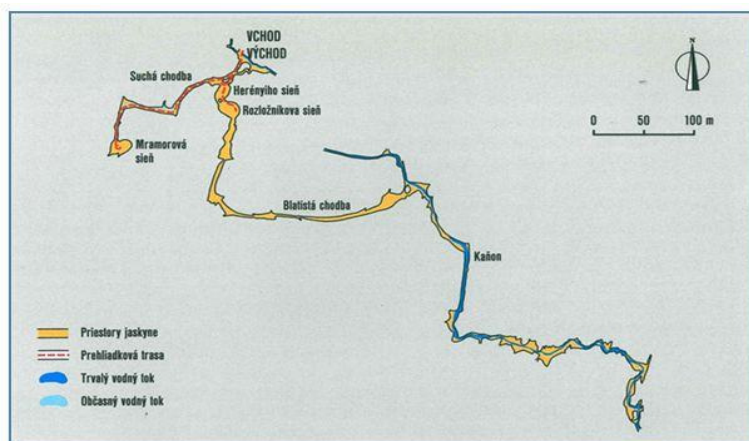 VCHOD
VÝCHOD
N
Suchá chodba
Herényiho sieň
Rozložníkova sieň
0 50 100 m
Mramorová
sieň
Blatistá chodba
Kaňon
Priestory jaskyne
Prehliadková trasa
Trvalý vodný tok
Občasný vodný tok